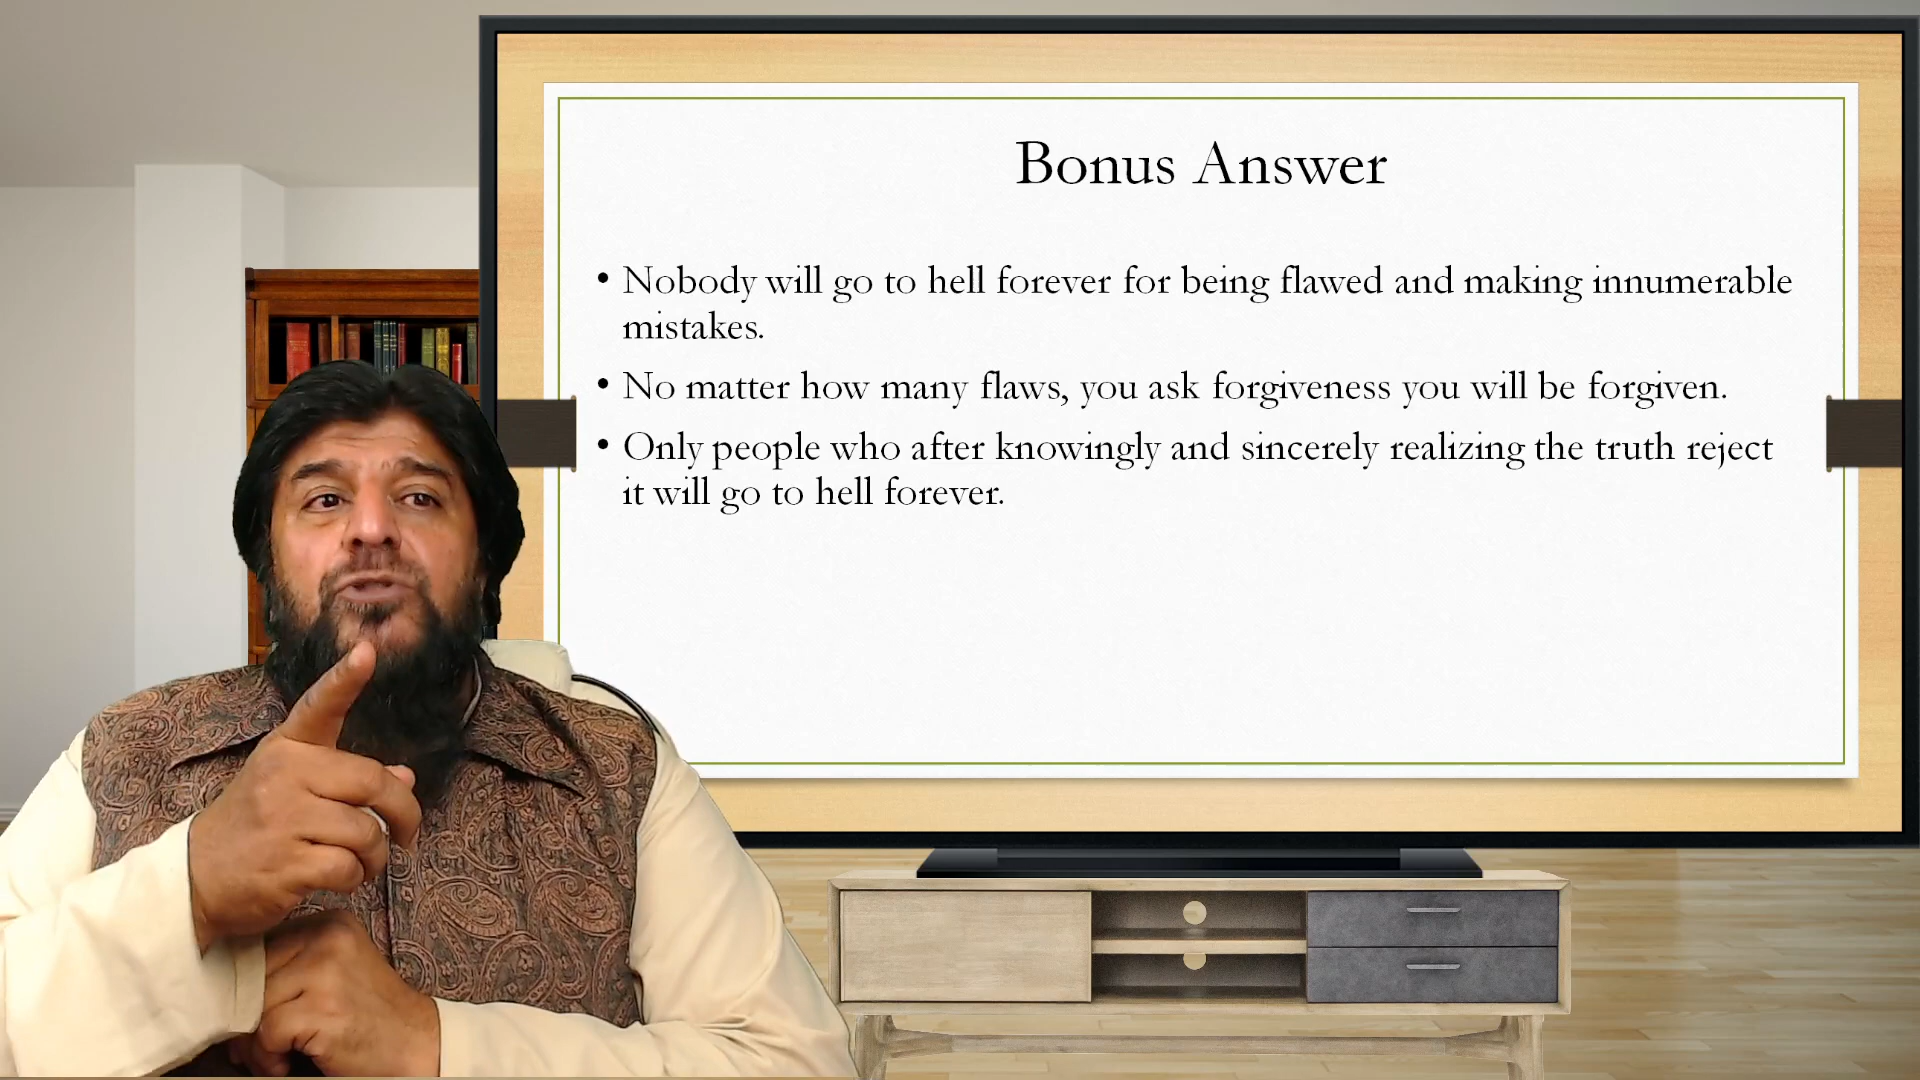 Bonus Answer
• Nobody will go to hell forever for being flawed and making innumerable
mistakes.
• No matter how many flaws, you ask forgiveness you will be forgiven.
• Only people who after knowingly and sincerely realizing the truth reject
it will go to hell forever.